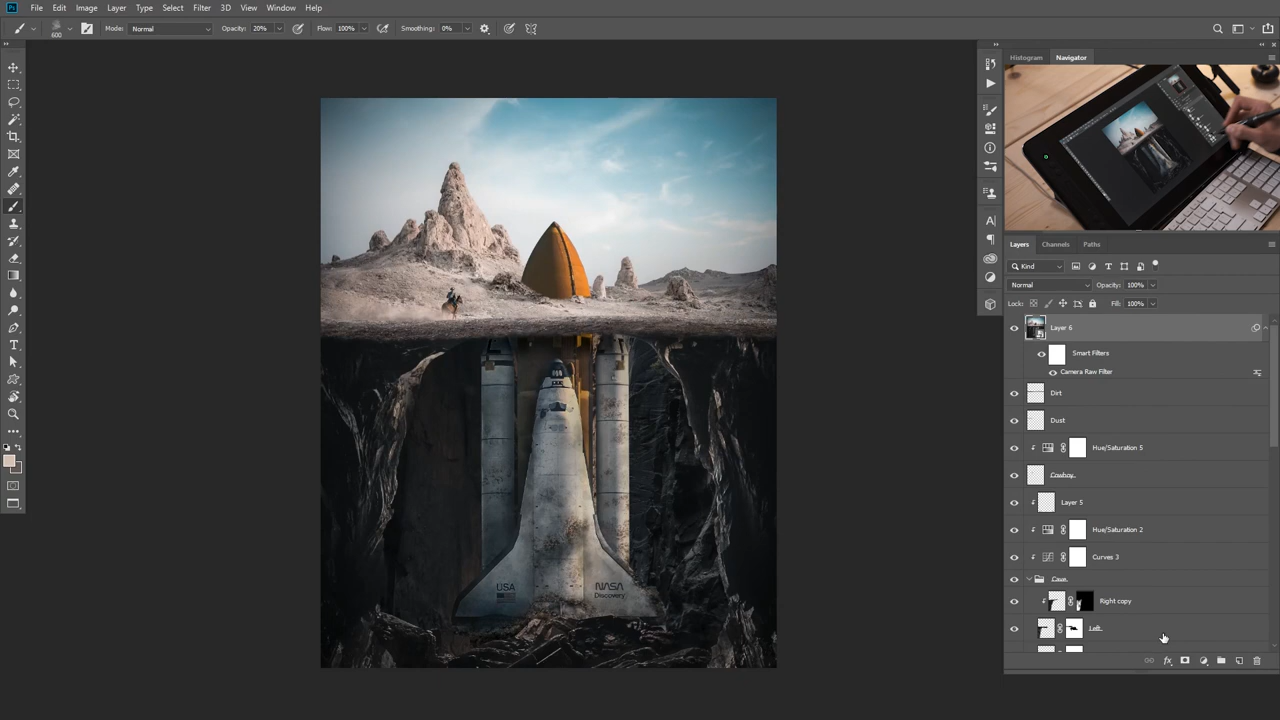 Ps File Edit Image Layer Type Select Filter 3D View Window Help
600 Mode: Normal Opacity: 20% Flow: 100% Smoothing: 0%
Histogram Navigator
Layers Channels Paths
Kind
Normal Opacity: 100%
Lock: Fill: 100%
Layer 6
Smart Filters
Camera Raw Filter
Dirt
Dust
Hue/Saturation 5
Cowboy
Layer 5
Hue/Saturation 2
Curves 3
Cave
Right copy
Left
fx
USA
NASA
Discovery